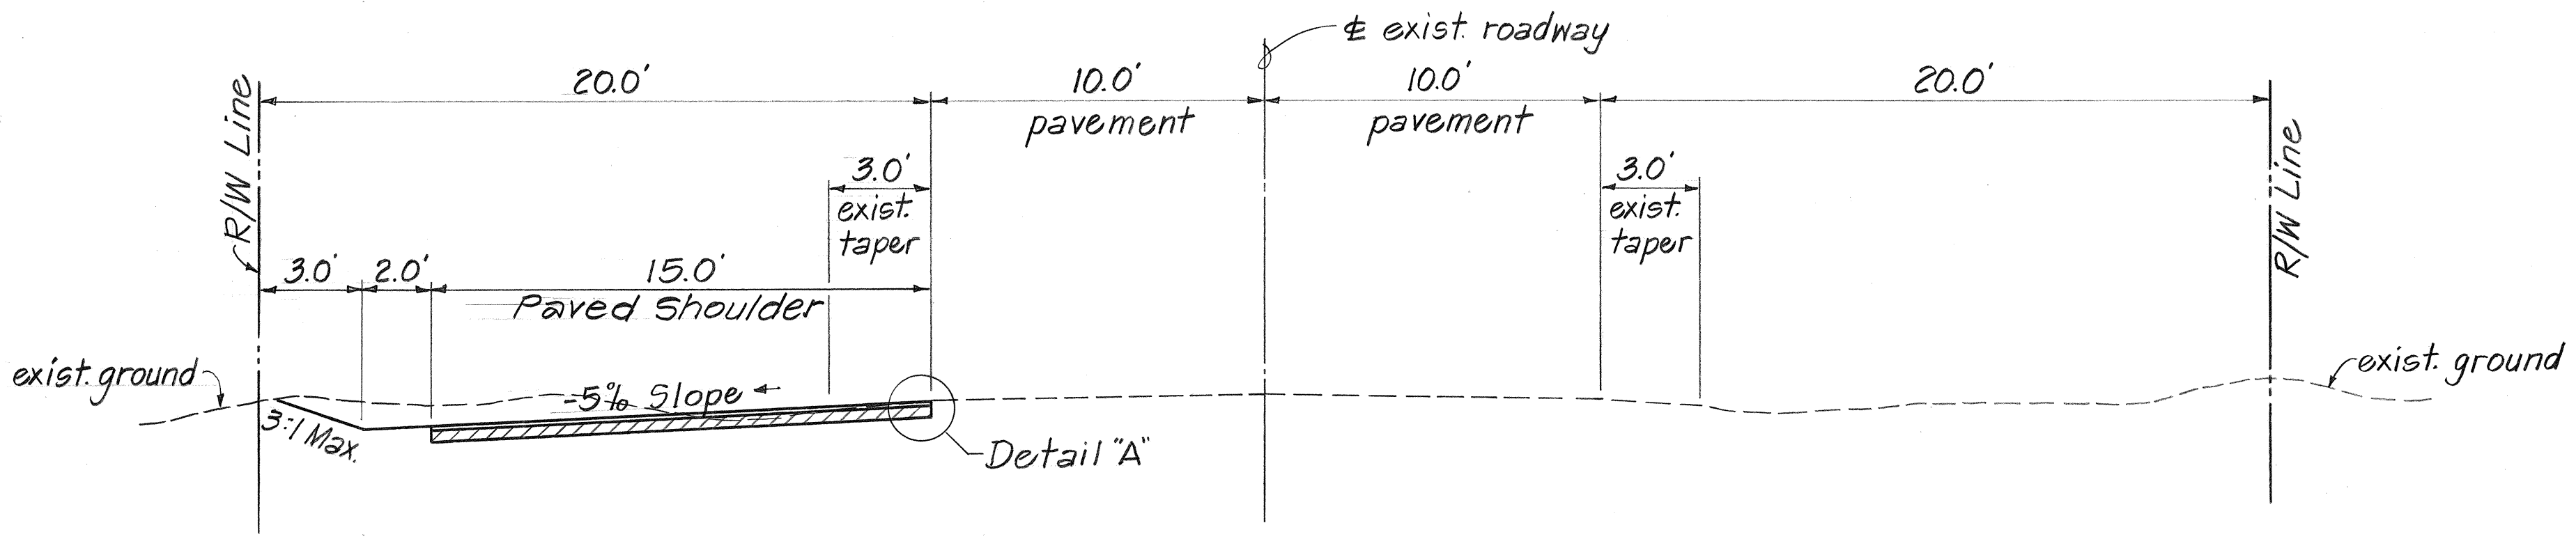 ℄ exist. roadway
20.0'
10.0'
10.0'
20.0'
pavement
pavement
R/W Line
R/W Line
3.0'
exist.
taper
3.0'
exist.
taper
3.0'
2.0'
15.0'
Paved Shoulder
exist. ground
-5% Slope
exist. ground
3:1 Max.
Detail "A"